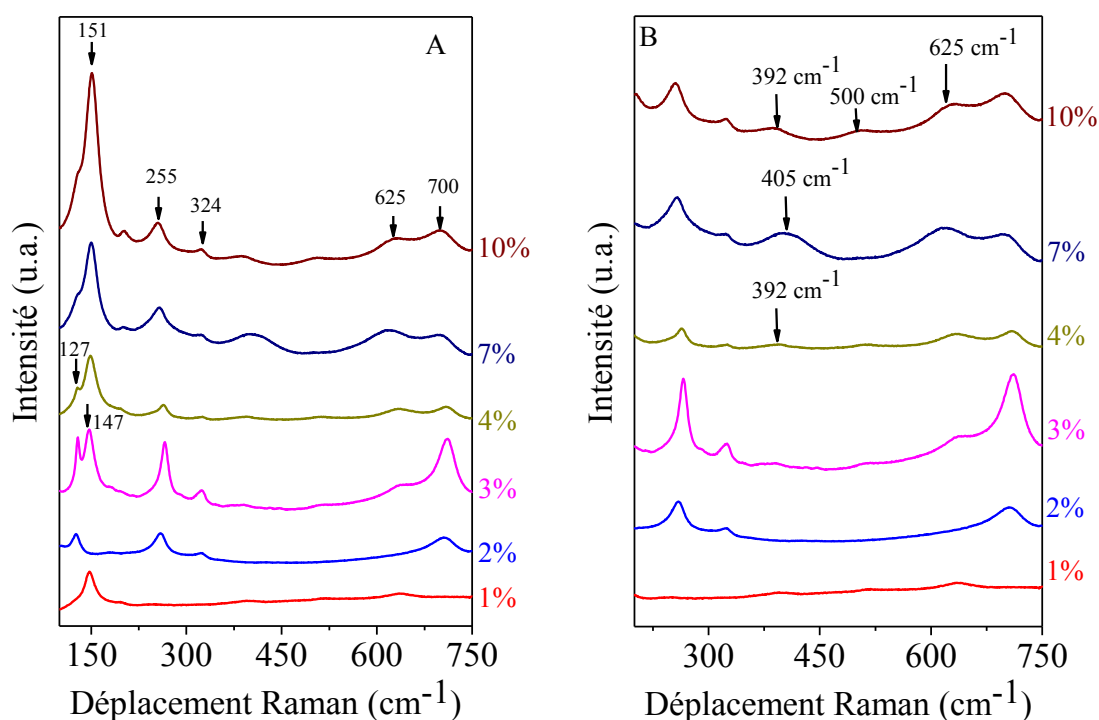 A
151
255
324
625
700
127
147
10%
7%
4%
3%
2%
1%
Intensité (u.a.)
150
300
450
600
750
Déplacement Raman (cm-1)
B
392 cm-1
500 cm-1
625 cm-1
405 cm-1
392 cm-1
10%
7%
4%
3%
2%
1%
Intensité (u.a.)
300
450
600
750
Déplacement Raman (cm-1)